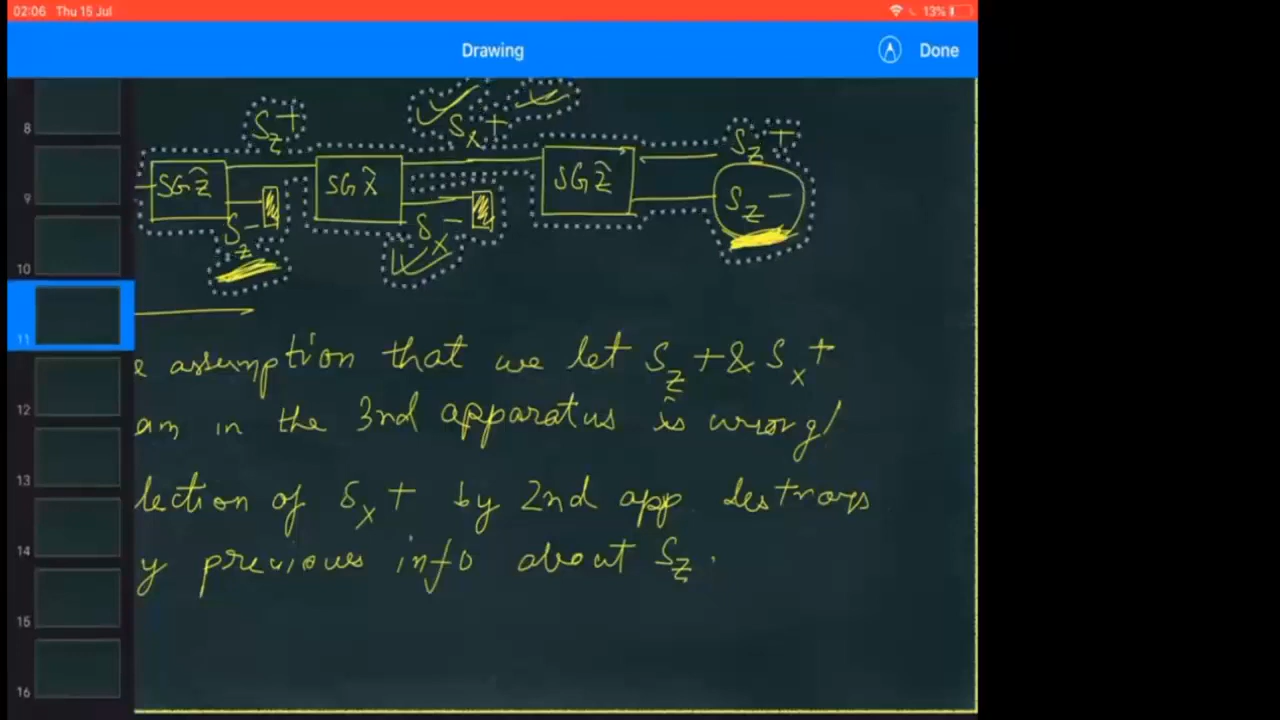 02:06 Thu 15 Jul 13%
Drawing Done
Sz+ Sx+ Sz+
SGẑ SGx̂ SGẑ Sz-
Sz- Sx-
e assumption that we let Sz+ & Sx+
am in the 3nd apparatus is wrong/
lection of Sx+ by 2nd app destroys
y previous info about Sz.
8
9
10
11
12
13
14
15
16